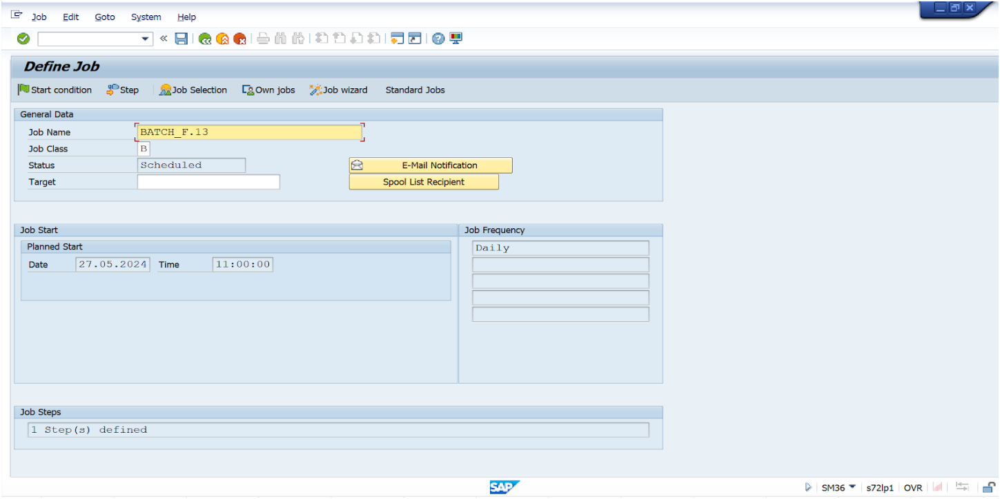 Job Edit Goto System Help
Define Job
Start condition Step Job Selection Own jobs Job wizard Standard Jobs
General Data
Job Name BATCH_F.13
Job Class B
Status Scheduled E-Mail Notification
Target Spool List Recipient
Job Start Job Frequency
Planned Start Daily
Date 27.05.2024 Time 11:00:00
Job Steps
1 Step(s) defined
SAP SM36 s72lp1 OVR